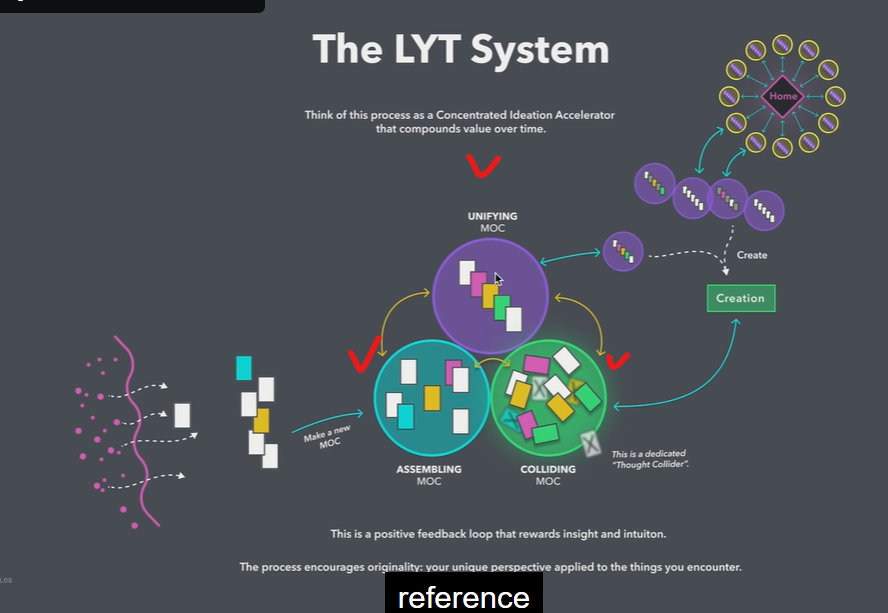 The LYT System
Think of this process as a Concentrated Ideation Accelerator
that compounds value over time.
Home
UNIFYING
MOC
Create
Creation
Make a new
MOC
ASSEMBLING
MOC
COLLIDING
MOC
This is a dedicated
"Thought Collider".
This is a positive feedback loop that rewards insight and intuiton.
The process encourages originality: your unique perspective applied to the things you encounter.
LOG
reference